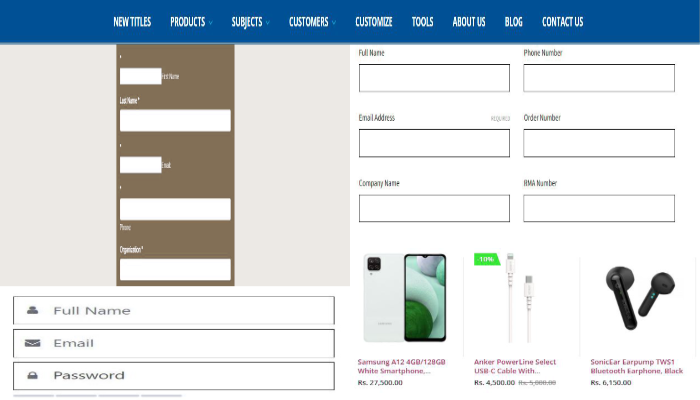 NEW TITLES PRODUCTS SUBJECTS CUSTOMERS CUSTOMIZE TOOLS ABOUT US BLOG CONTACT US
*
First Name
Last Name *
*
Email
*
Phone
Organization *
Full Name Phone Number
Email Address REQUIRED Order Number
Company Name RMA Number
Full Name
Email
Password
10%
Samsung A12 4GB/128GB
White Smartphone,...
Rs. 27,500.00
Anker PowerLine Select
USB-C Cable With...
Rs. 4,500.00 Rs. 5,000.00
SonicEar Earpump TWS1
Bluetooth Earphone, Black
Rs. 6,150.00